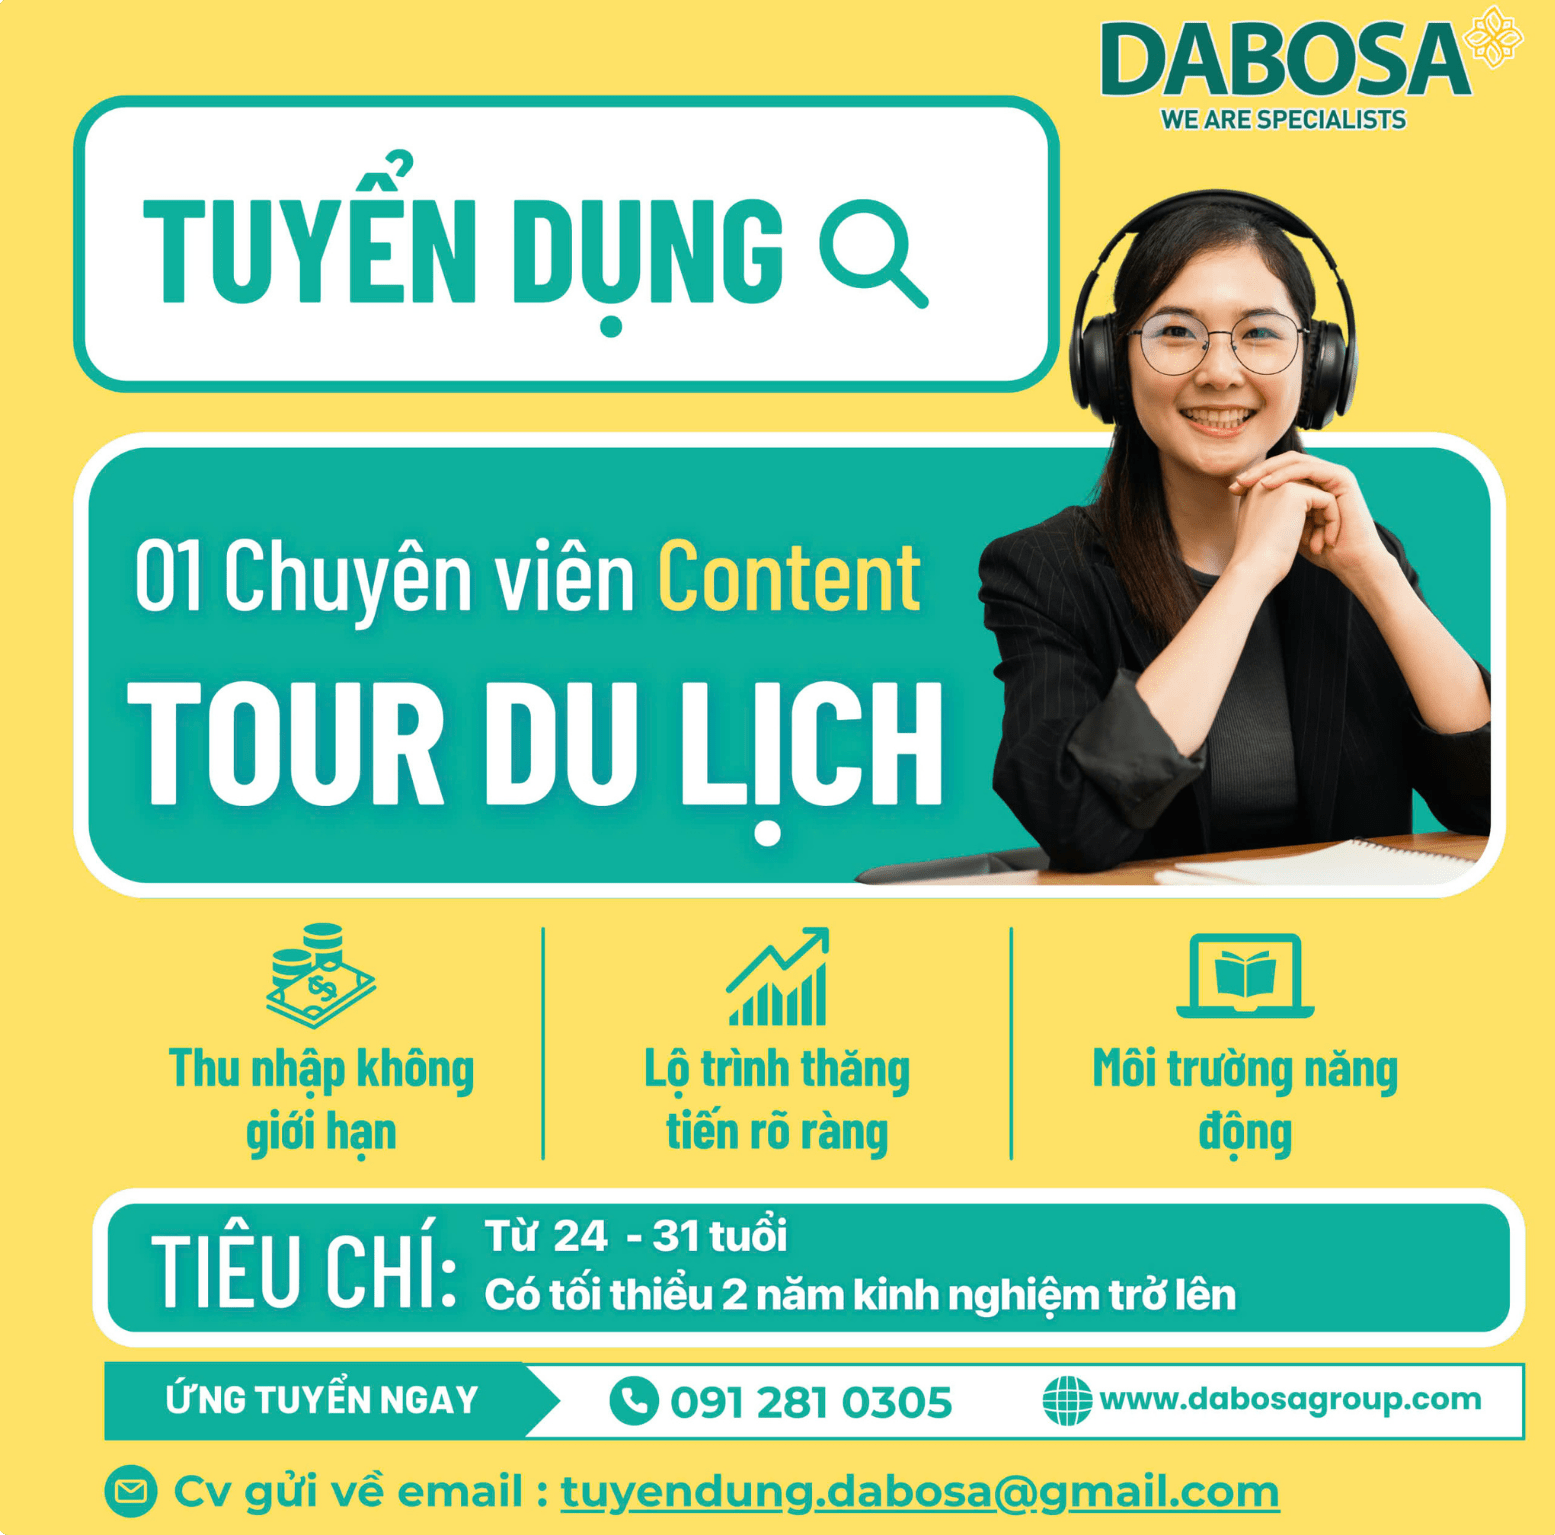 DABOSA
WE ARE SPECIALISTS
TUYỂN DỤNG
01 Chuyên viên Content
TOUR DU LỊCH
Thu nhập không
giới hạn
Lộ trình thăng
tiến rõ ràng
Môi trường năng
động
TIÊU CHÍ:
Từ 24 - 31 tuổi
Có tối thiểu 2 năm kinh nghiệm trở lên
ỨNG TUYỂN NGAY
091 281 0305
www.dabosagroup.com
Cv gửi về email : tuyendung.dabosa@gmail.com